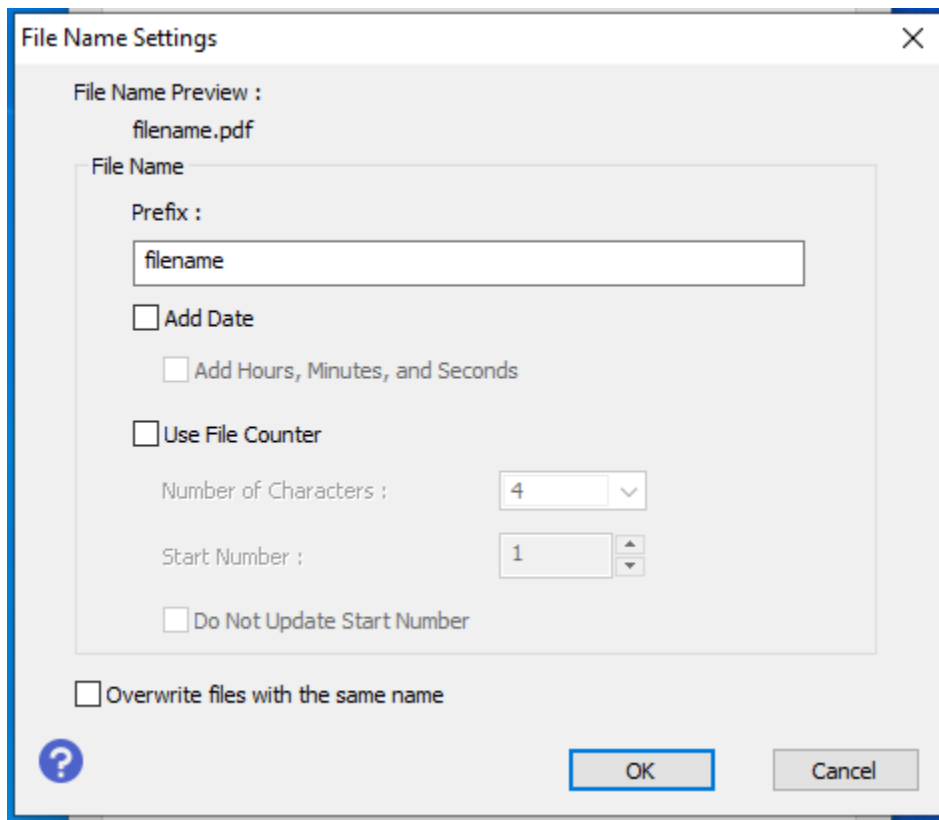 File Name Settings
File Name Preview :
filename.pdf
File Name
Prefix :
filename
Add Date
Add Hours, Minutes, and Seconds
Use File Counter
Number of Characters : 4
Start Number : 1
Do Not Update Start Number
Overwrite files with the same name
? OK Cancel